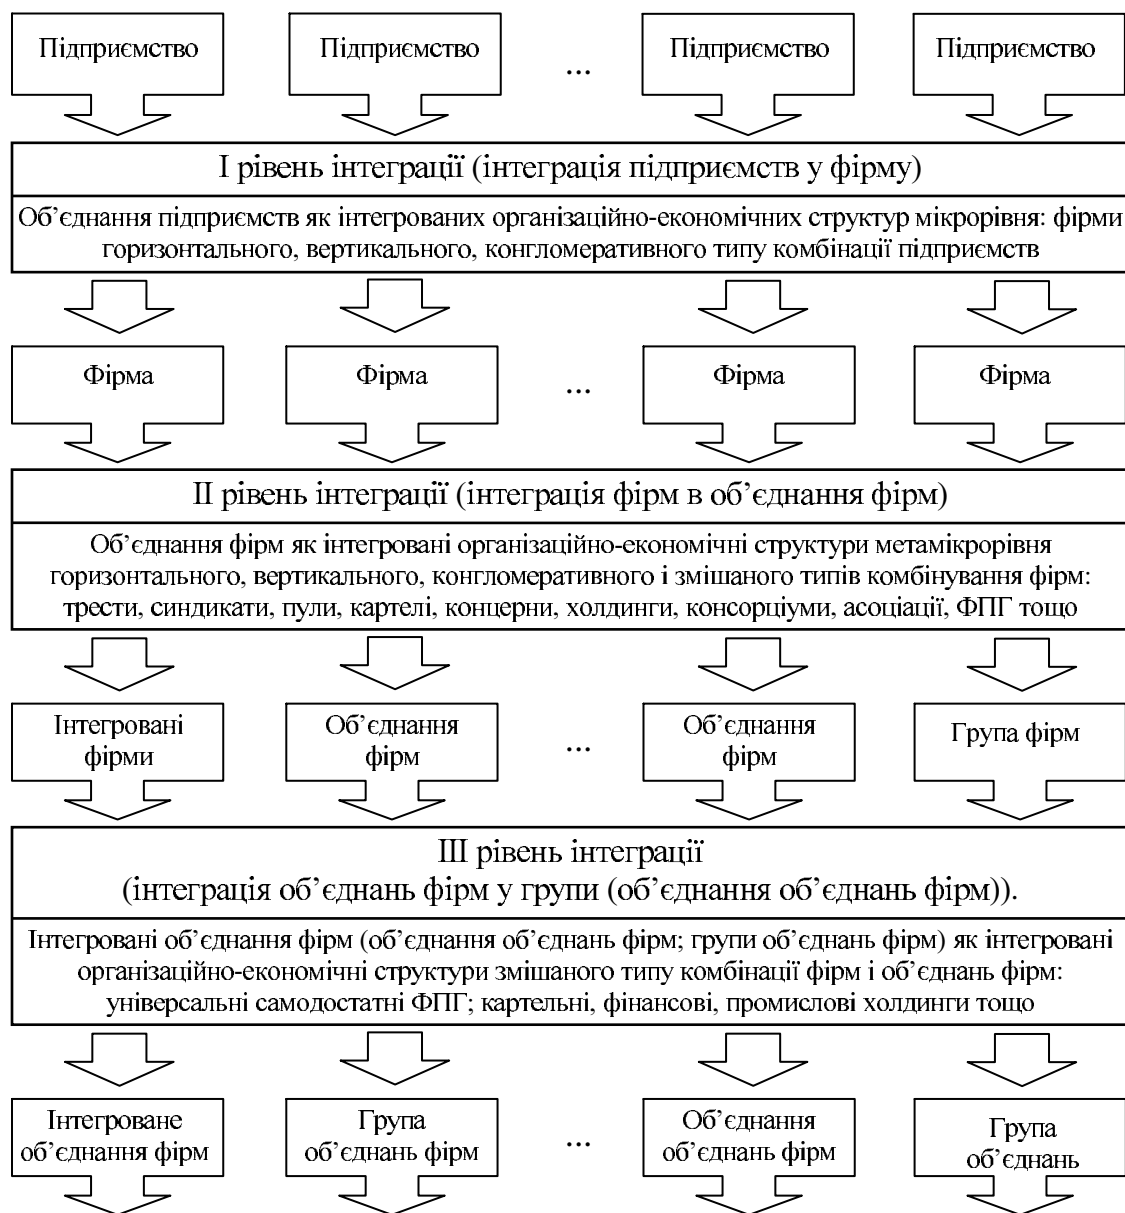 Підприємство Підприємство ... Підприємство Підприємство
I рівень інтеграції (інтеграція підприємств у фірму)
Об’єднання підприємств як інтегрованих організаційно-економічних структур мікрорівня: фірми
горизонтального, вертикального, конгломеративного типу комбінації підприємств
Фірма Фірма ... Фірма Фірма
II рівень інтеграції (інтеграція фірм в об’єднання фірм)
Об’єднання фірм як інтегровані організаційно-економічні структури метамікрорівня
горизонтального, вертикального, конгломеративного і змішаного типів комбінування фірм:
трести, синдикати, пули, картелі, концерни, холдинги, консорціуми, асоціації, ФПГ тощо
Інтегровані
фірми
Об’єднання
фірм
...
Об’єднання
фірм
Група фірм
III рівень інтеграції
(інтеграція об’єднань фірм у групи (об’єднання об’єднань фірм)).
Інтегровані об’єднання фірм (об’єднання об’єднань фірм; групи об’єднань фірм) як інтегровані
організаційно-економічні структури змішаного типу комбінації фірм і об’єднань фірм:
універсальні самодостатні ФПГ; картельні, фінансові, промислові холдинги тощо
Інтегроване
об’єднання фірм
Група
об’єднань фірм
...
Об’єднання
об’єднань фірм
Група
об’єднань